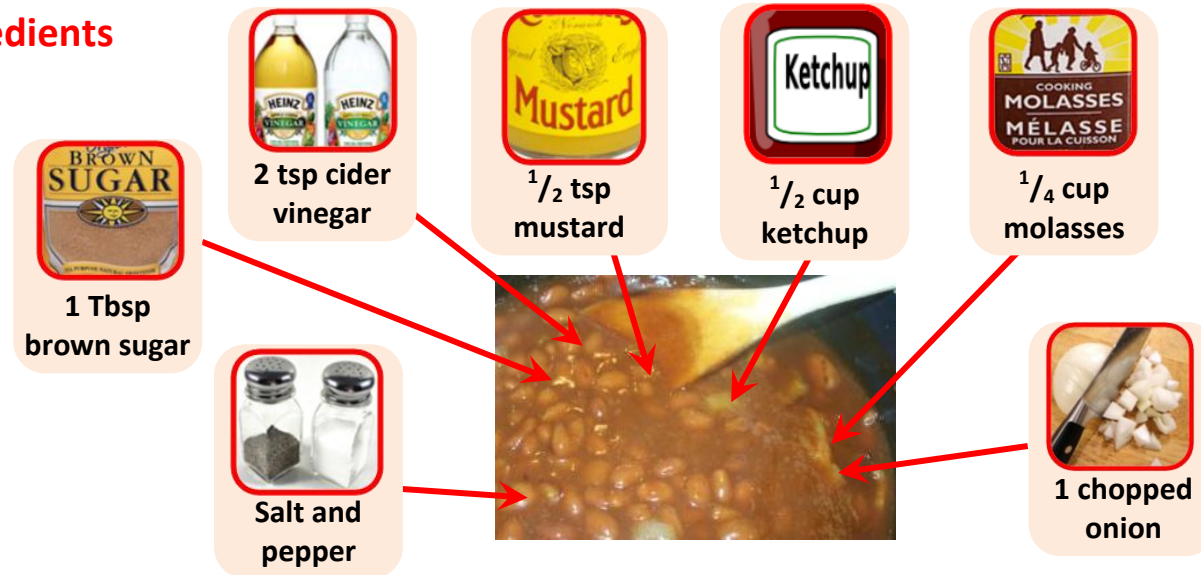 edients
HEINZ
VINEGAR
HEINZ
VINEGAR
2 tsp cider
vinegar
Mustard
1/2 tsp
mustard
Ketchup
1/2 cup
ketchup
COOKING
MOLASSES
MÉLASSE
POUR LA CUISSON
1/4 cup
molasses
BROWN
SUGAR
1 Tbsp
brown sugar
Salt and
pepper
1 chopped
onion